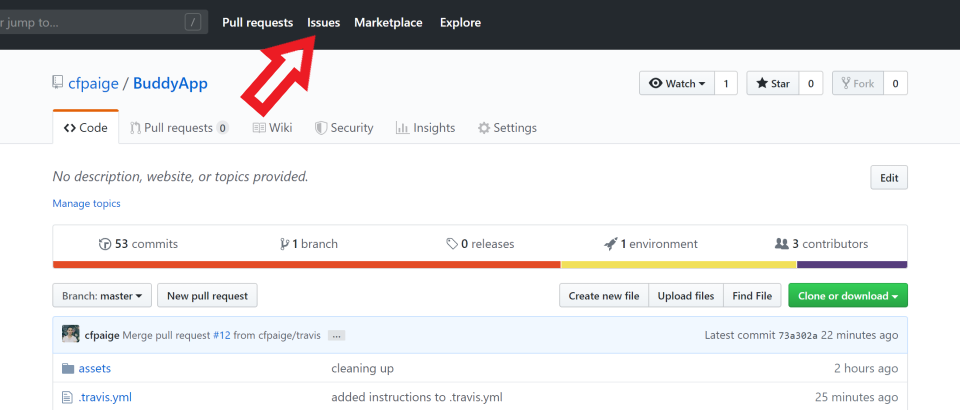 r jump to... / Pull requests Issues Marketplace Explore
cfpaige / BuddyApp Watch 1 Star 0 Fork 0
Code Pull requests 0 Wiki Security Insights Settings
No description, website, or topics provided. Edit
Manage topics
53 commits 1 branch 0 releases 1 environment 3 contributors
Branch: master New pull request Create new file Upload files Find File Clone or download
cfpaige Merge pull request #12 from cfpaige/travis ... Latest commit 73a302a 22 minutes ago
assets cleaning up 2 hours ago
.travis.yml added instructions to .travis.yml 25 minutes ago